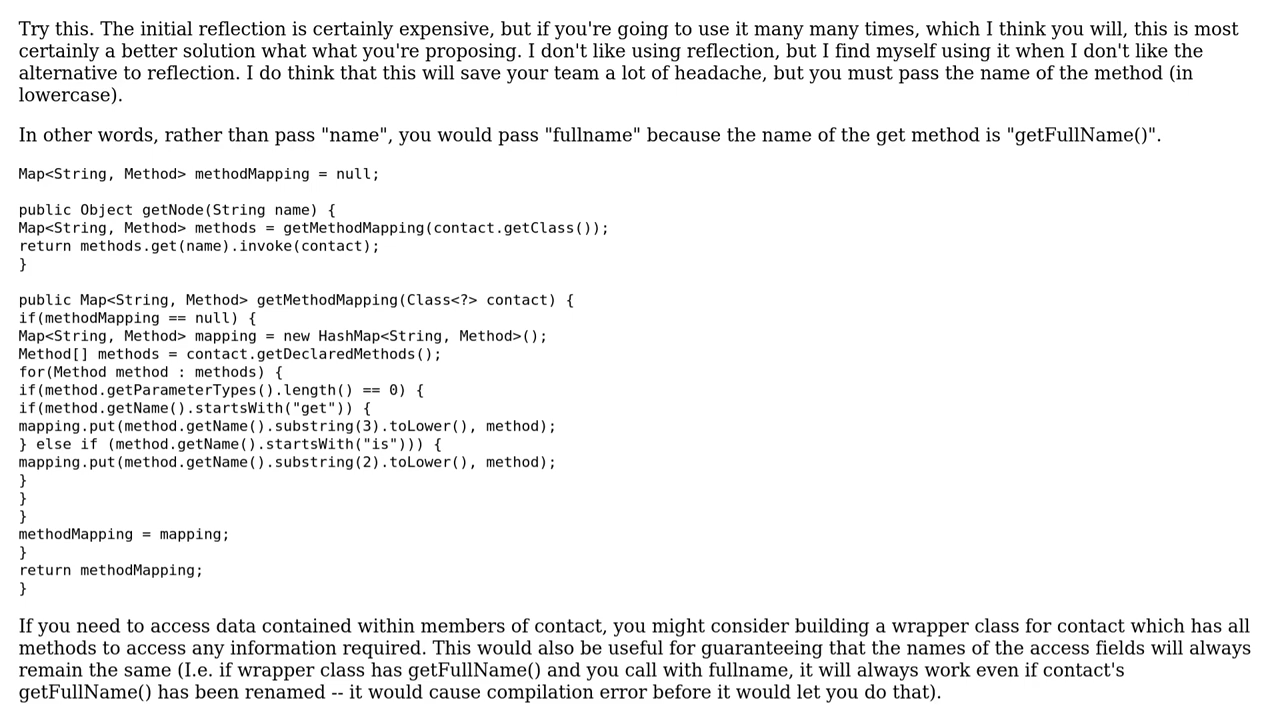 Try this. The initial reflection is certainly expensive, but if you're going to use it many many times, which I think you will, this is most
certainly a better solution what what you're proposing. I don't like using reflection, but I find myself using it when I don't like the
alternative to reflection. I do think that this will save your team a lot of headache, but you must pass the name of the method (in
lowercase).
In other words, rather than pass "name", you would pass "fullname" because the name of the get method is "getFullName()".
Map<String, Method> methodMapping = null;
public Object getNode(String name) {
Map<String, Method> methods = getMethodMapping(contact.getClass());
return methods.get(name).invoke(contact);
}
public Map<String, Method> getMethodMapping(Class<?> contact) {
if(methodMapping == null) {
Map<String, Method> mapping = new HashMap<String, Method>();
Method[] methods = contact.getDeclaredMethods();
for(Method method : methods) {
if(method.getParameterTypes().length() == 0) {
if(method.getName().startsWith("get")) {
mapping.put(method.getName().substring(3).toLower(), method);
} else if (method.getName().startsWith("is"))) {
mapping.put(method.getName().substring(2).toLower(), method);
}
}
}
methodMapping = mapping;
}
return methodMapping;
}
If you need to access data contained within members of contact, you might consider building a wrapper class for contact which has all
methods to access any information required. This would also be useful for guaranteeing that the names of the access fields will always
remain the same (I.e. if wrapper class has getFullName() and you call with fullname, it will always work even if contact's
getFullName() has been renamed -- it would cause compilation error before it would let you do that).